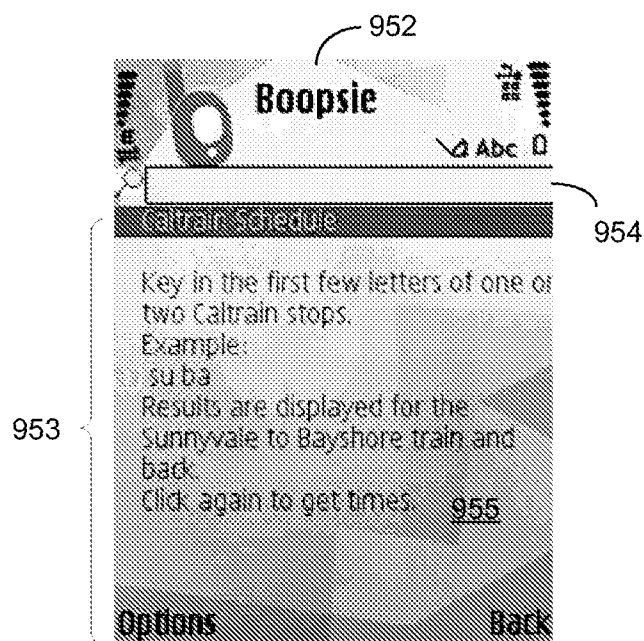 952
Boopsie
Abc
954
Caltrain Schedule
Key in the first few letters of one or
two Caltrain stops.
Example:
su ba
953
Results are displayed for the
Sunnyvale to Bayshore train and
back.
Click again to get times. 955
Options Back